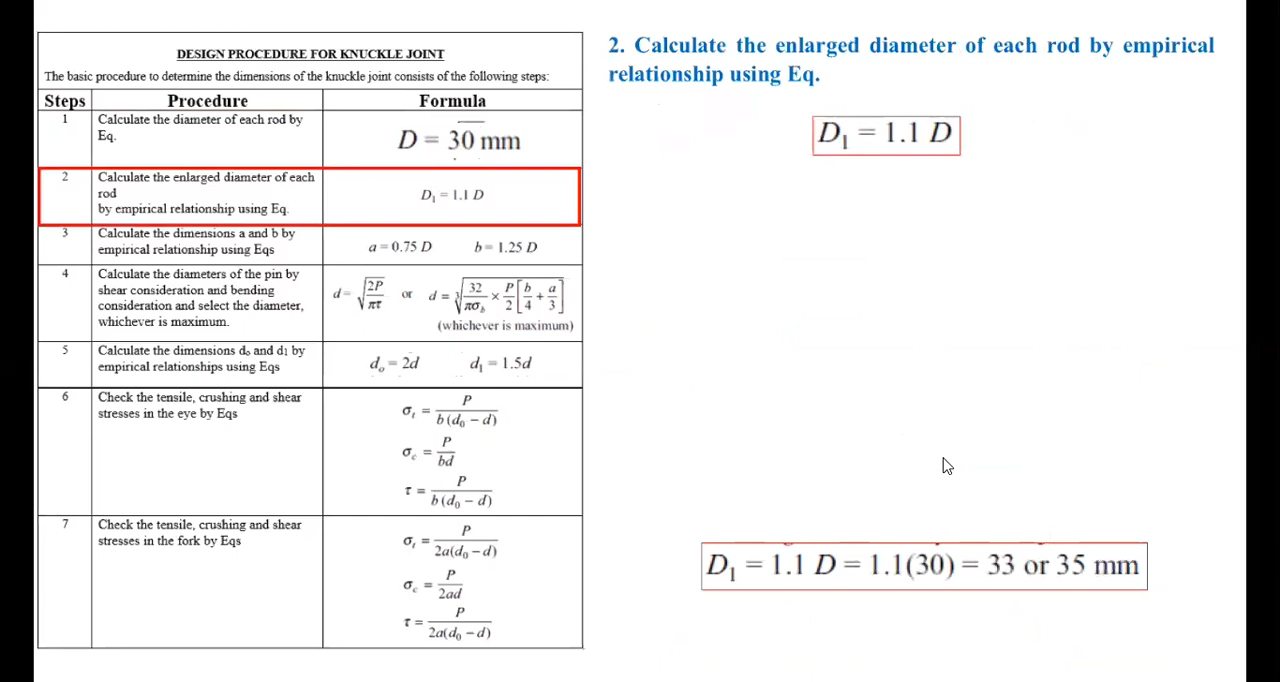 DESIGN PROCEDURE FOR KNUCKLE JOINT
The basic procedure to determine the dimensions of the knuckle joint consists of the following steps:
Steps Procedure Formula
1 Calculate the diameter of each rod by
Eq.
D = 30 mm
2 Calculate the enlarged diameter of each
rod
by empirical relationship using Eq.
D₁ = 1.1 D
3 Calculate the dimensions a and b by
empirical relationship using Eqs
a = 0.75 D b = 1.25 D
4 Calculate the diameters of the pin by
shear consideration and bending
consideration and select the diameter,
whichever is maximum.
d = √(2P/πτ) or d = ∛(32/πσ_b × P/2 [b/4 + a/3])
(whichever is maximum)
5 Calculate the dimensions dₒ and d₁ by
empirical relationships using Eqs
dₒ = 2d d₁ = 1.5d
6 Check the tensile, crushing and shear
stresses in the eye by Eqs
σₜ = P / b(d₀ − d)
σ_c = P / bd
τ = P / b(d₀ − d)
7 Check the tensile, crushing and shear
stresses in the fork by Eqs
σₜ = P / 2a(d₀ − d)
σ_c = P / 2ad
τ = P / 2a(d₀ − d)
2. Calculate the enlarged diameter of each rod by empirical
relationship using Eq.
D₁ = 1.1 D
D₁ = 1.1 D = 1.1(30) = 33 or 35 mm